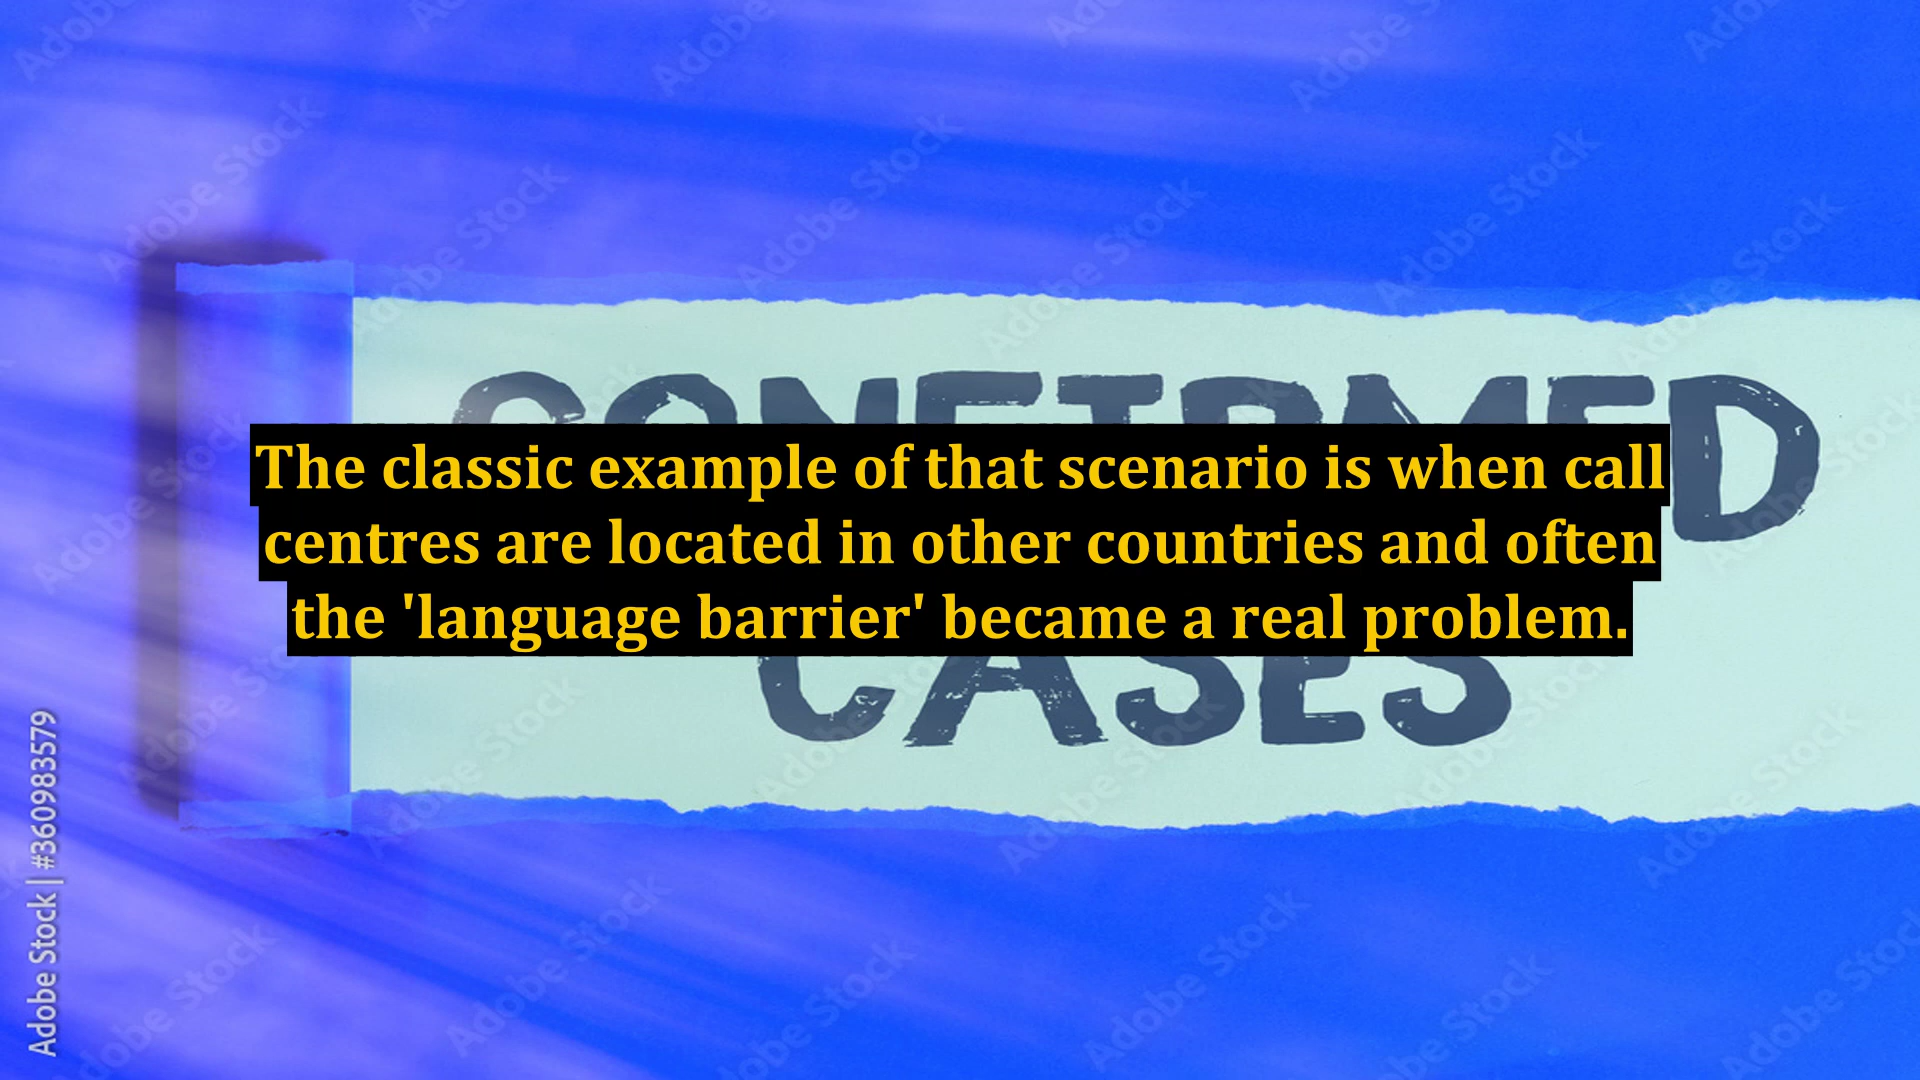 CONFIRMED
The classic example of that scenario is when call
centres are located in other countries and often
the 'language barrier' became a real problem.
CASES
Adobe Stock | #360983579